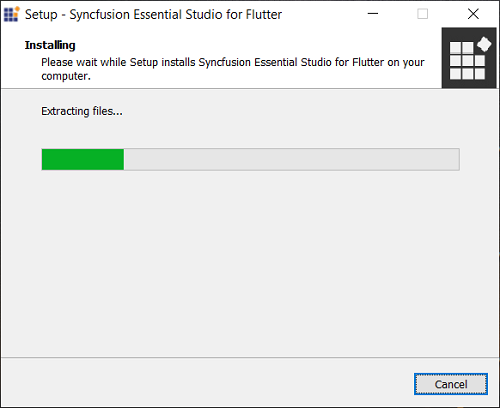 Setup - Syncfusion Essential Studio for Flutter
Installing
Please wait while Setup installs Syncfusion Essential Studio for Flutter on your
computer.
Extracting files...
Cancel